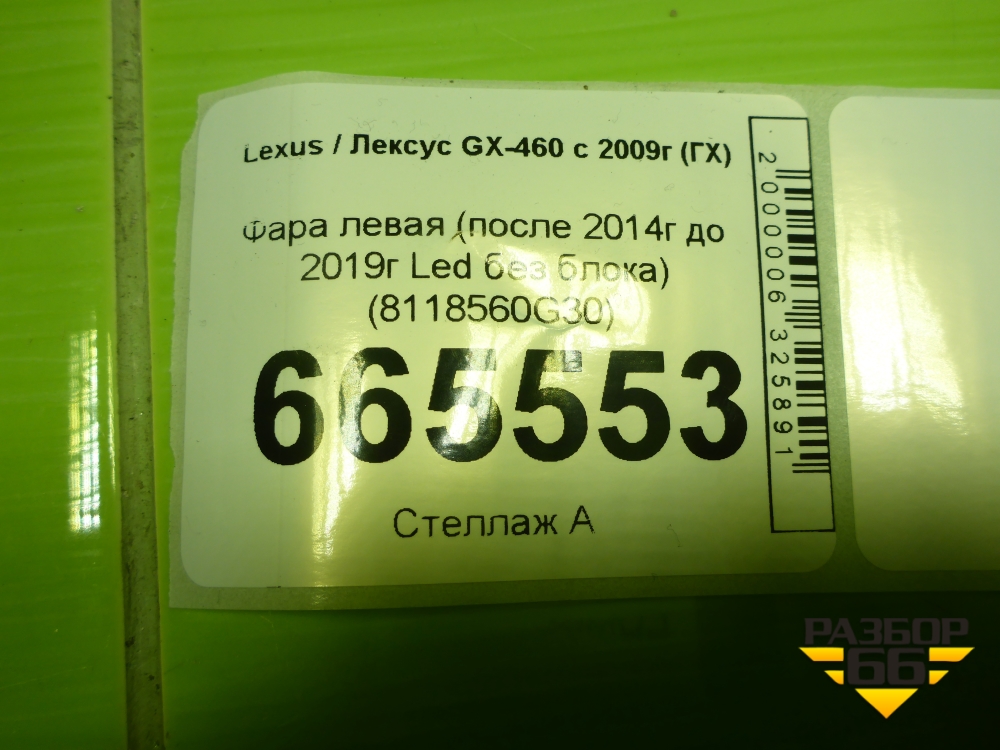 Lexus / Лексус GX-460 с 2009г (ГХ)
Фара левая (после 2014г до
2019г Led без блока)
(8118560G30)
665553
Стеллаж А
2000006325891
РАЗБОР
66